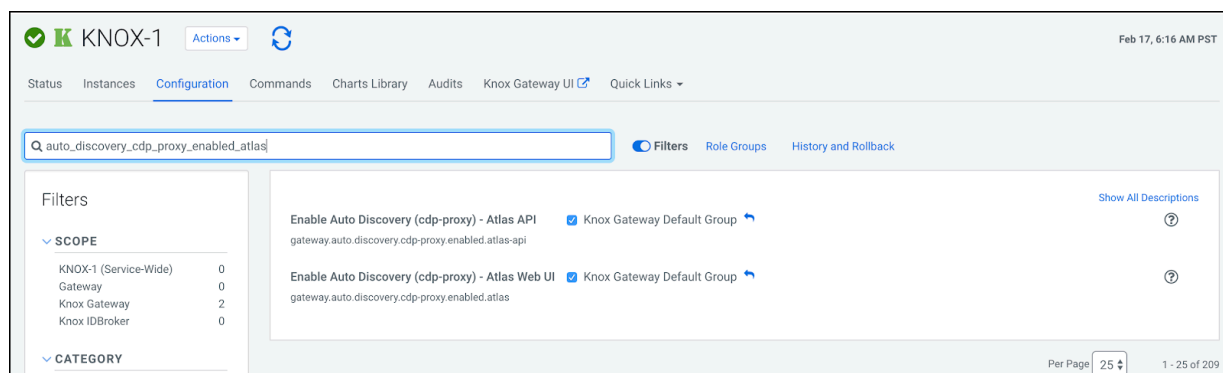 KNOX-1 Actions
Feb 17, 6:16 AM PST
Status Instances Configuration Commands Charts Library Audits Knox Gateway UI Quick Links
auto_discovery_cdp_proxy_enabled_atlas
Filters Role Groups History and Rollback
Filters
SCOPE
KNOX-1 (Service-Wide) 0
Gateway 0
Knox Gateway 2
Knox IDBroker 0
CATEGORY
Show All Descriptions
Enable Auto Discovery (cdp-proxy) - Atlas API Knox Gateway Default Group
gateway.auto.discovery.cdp-proxy.enabled.atlas-api
Enable Auto Discovery (cdp-proxy) - Atlas Web UI Knox Gateway Default Group
gateway.auto.discovery.cdp-proxy.enabled.atlas
Per Page 25 1 - 25 of 209